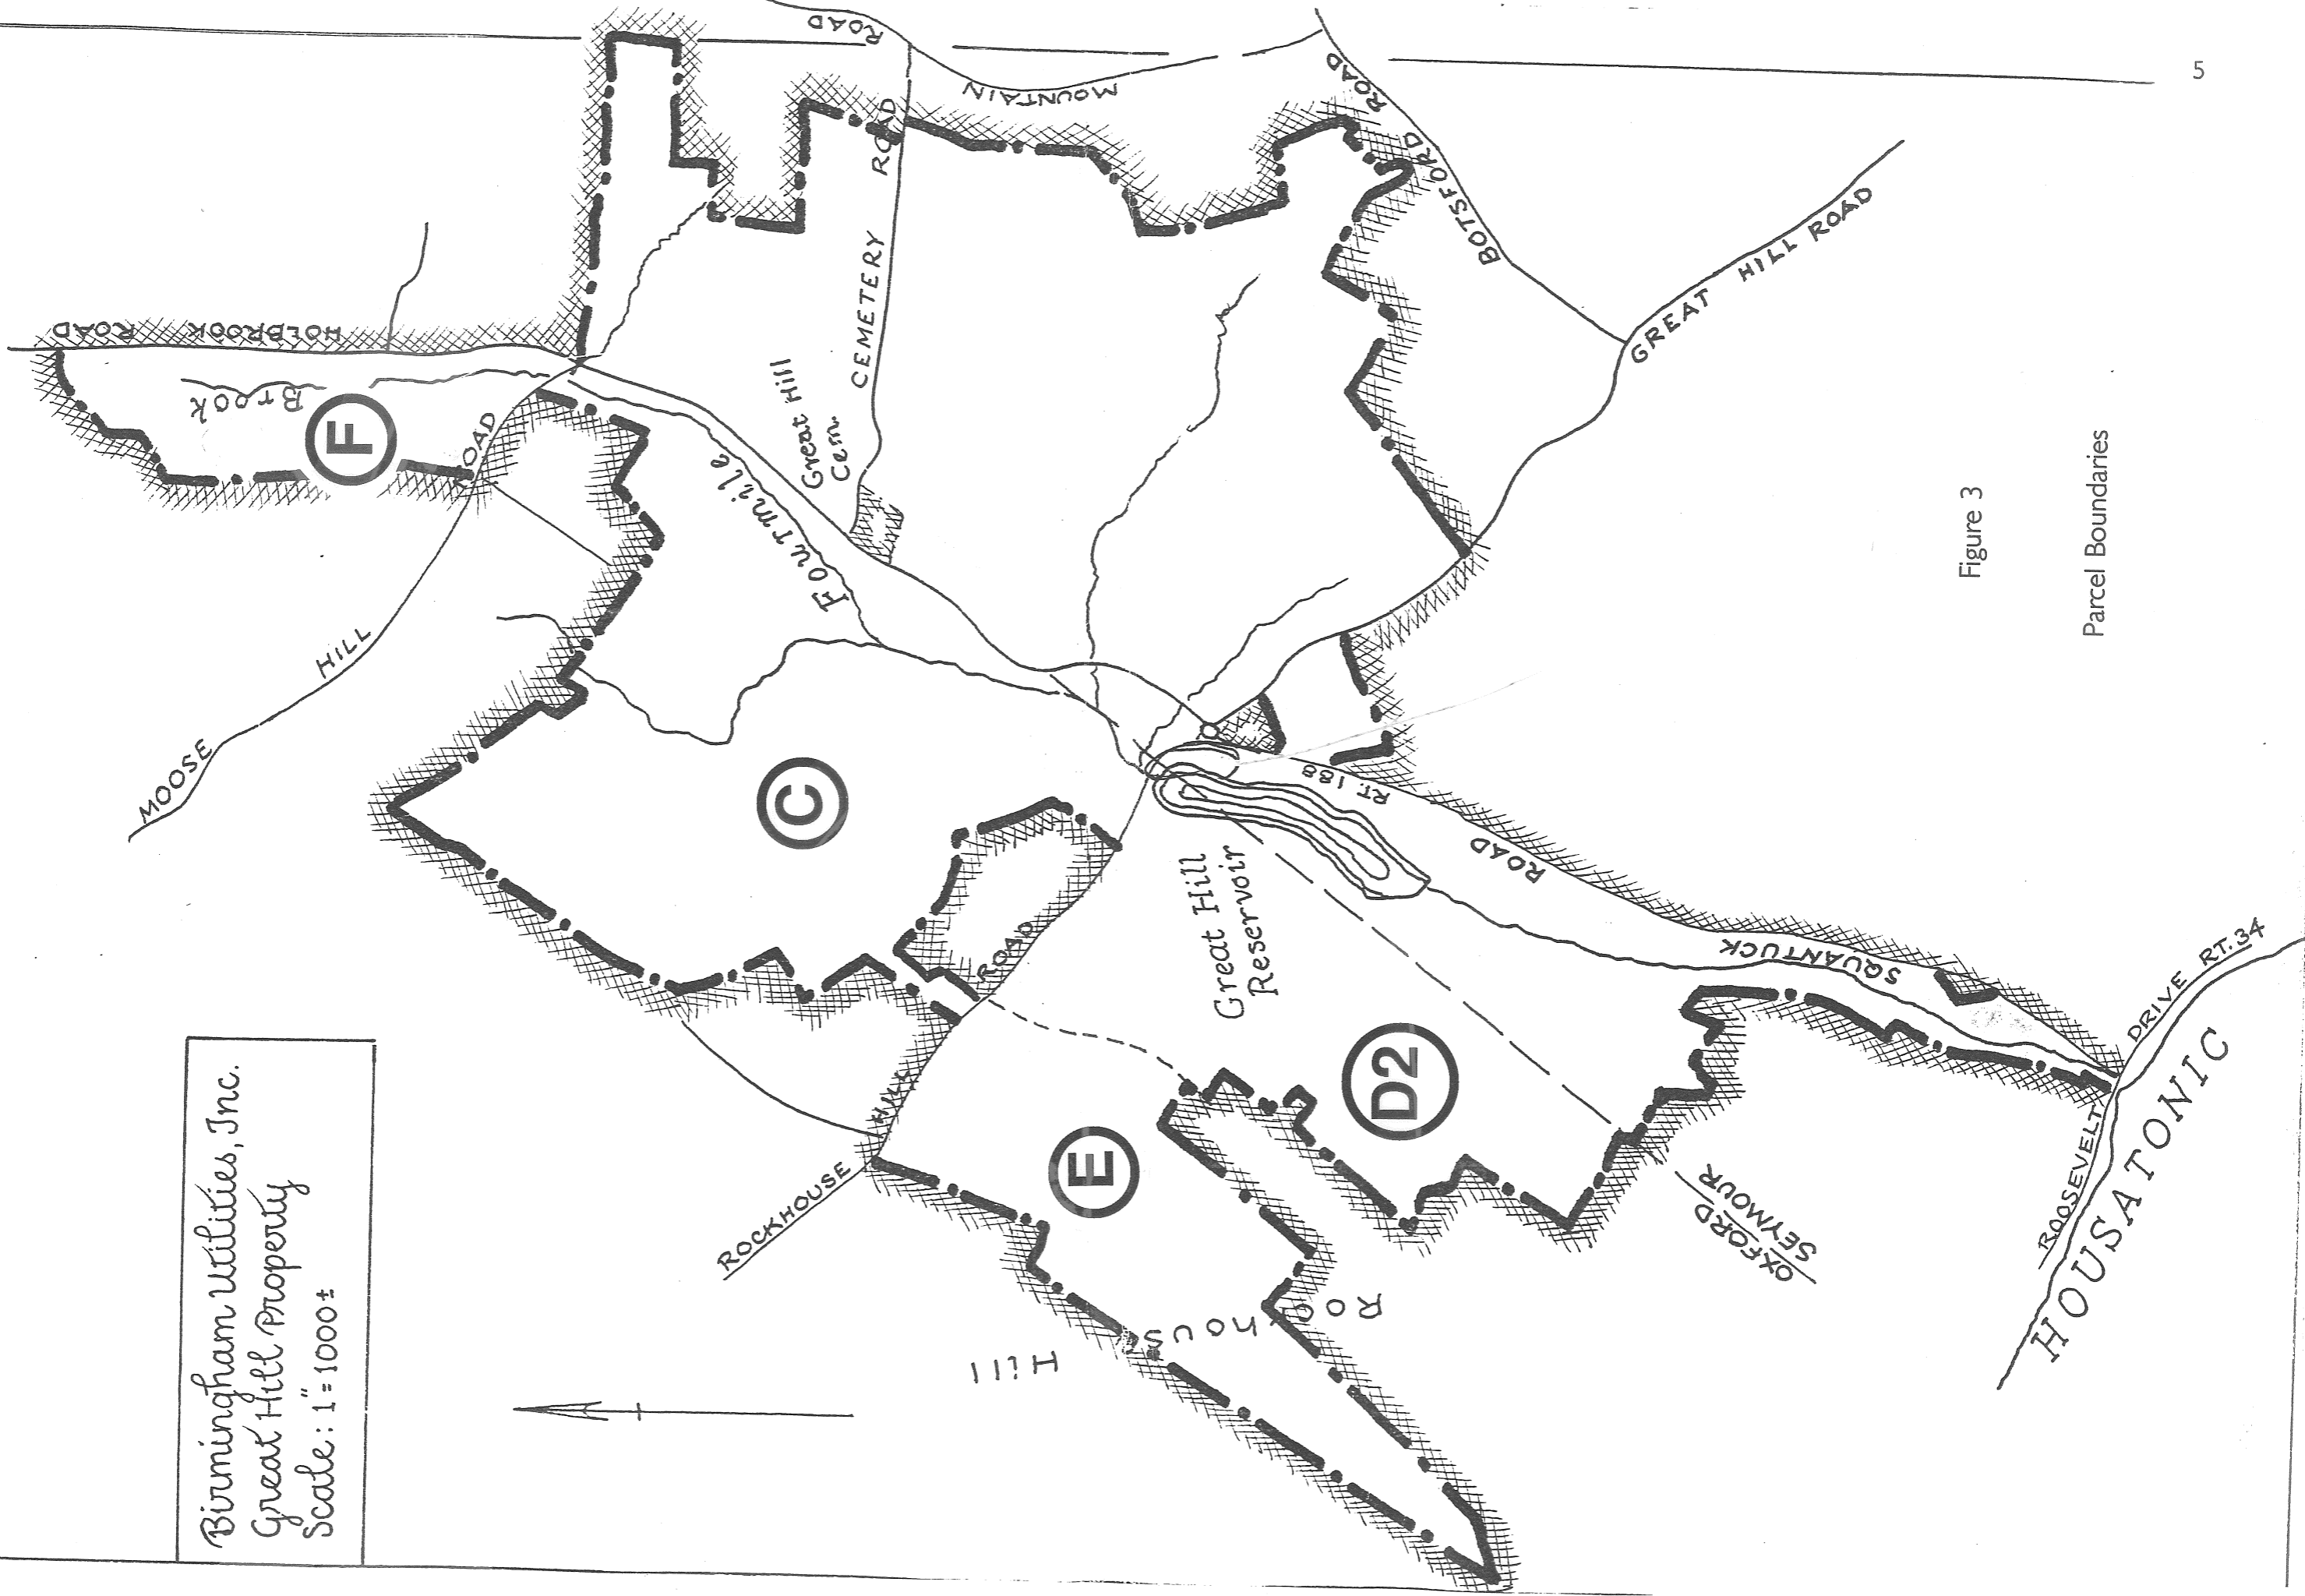 5
Birmingham Utilities, Inc.
Great Hill Property
Scale: 1"=1000±
HOLBROOK ROAD
Brook
F
MOOSE HILL ROAD
Fourmile
Great Hill
Cem.
CEMETERY ROAD
MOUNTAIN ROAD
BOTSFORD ROAD
ROAD
GREAT HILL ROAD
C
ROCKHOUSE HILL ROAD
Great Hill
Reservoir
RT. 188
SQUANTUCK ROAD
E
D2
Hill
OXFORD
SEYMOUR
ROOSEVELT DRIVE RT. 34
HOUSATONIC
Figure 3
Parcel Boundaries